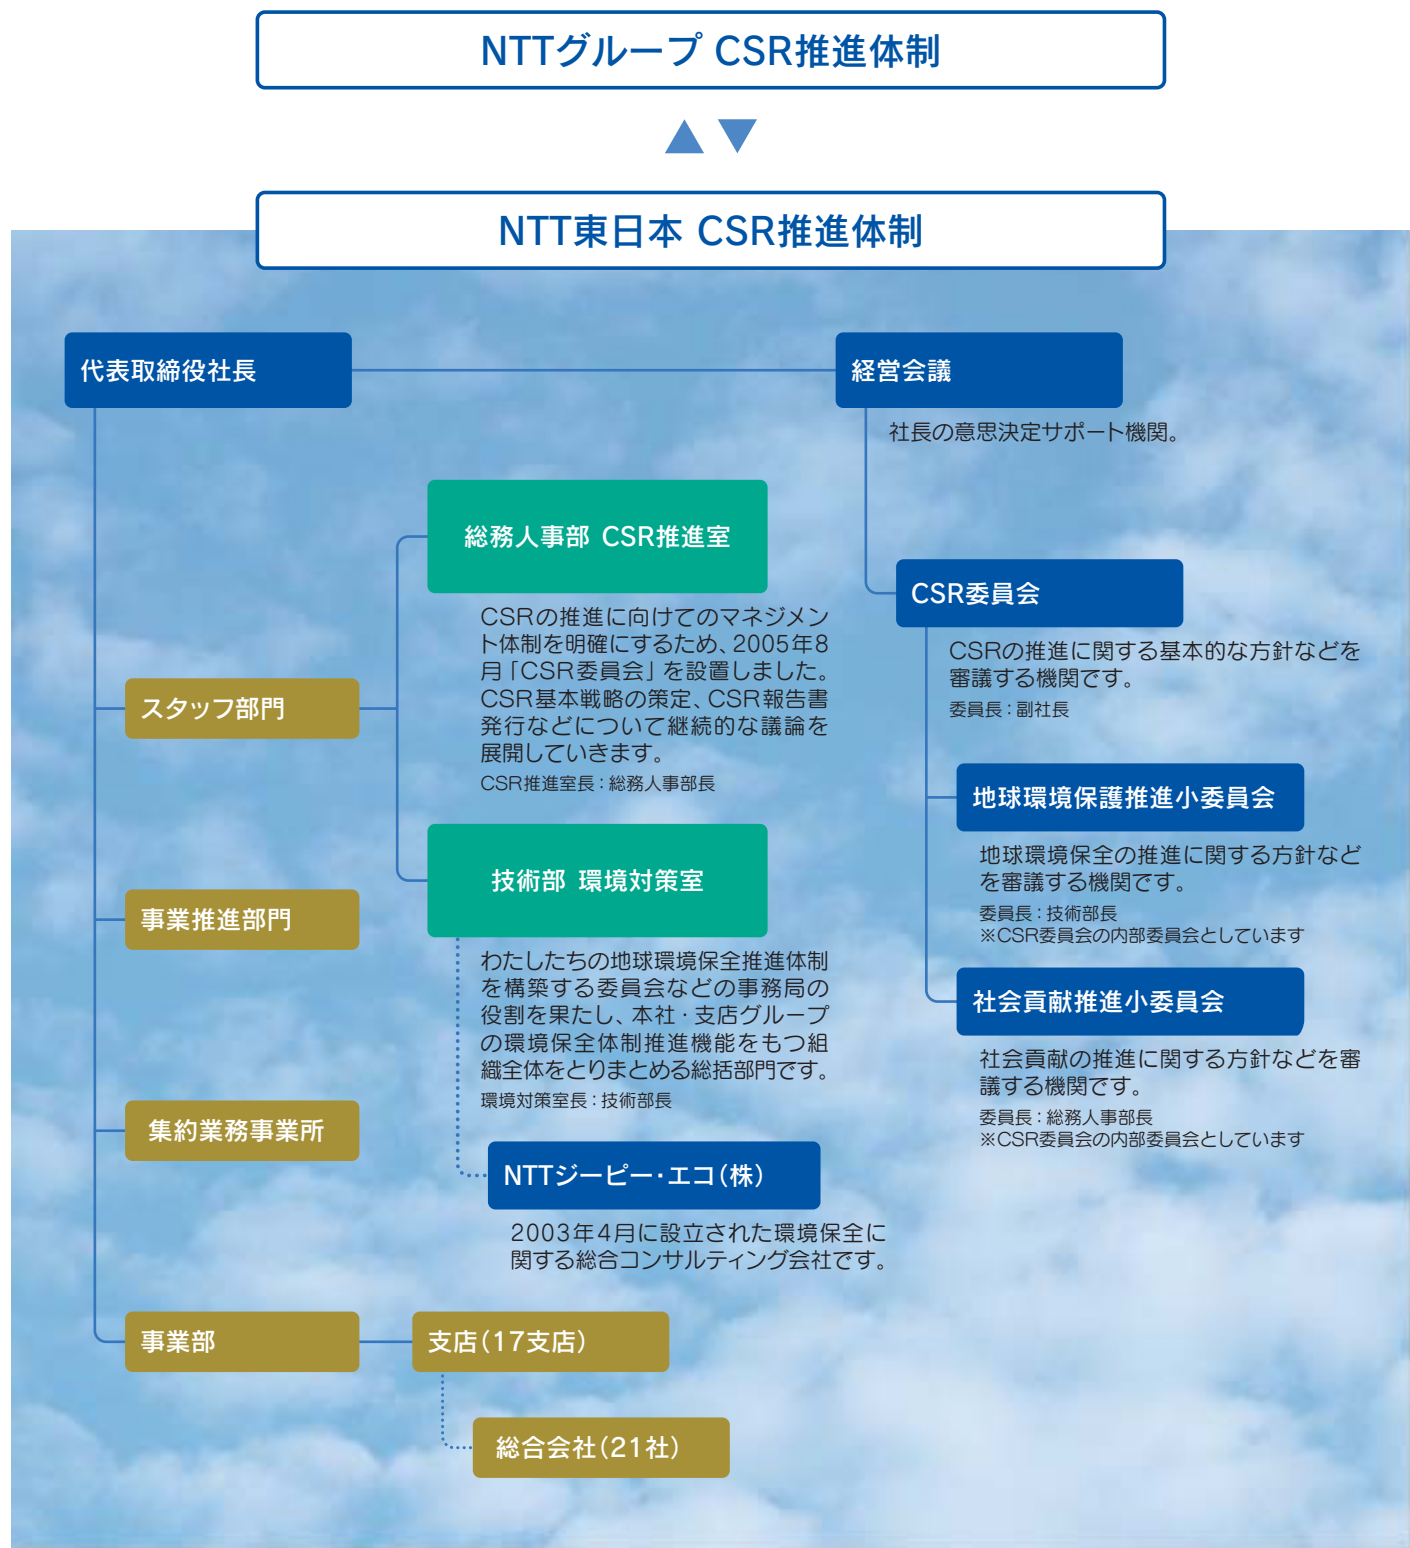 NTTグループ CSR推進体制
▲ ▼
NTT東日本 CSR推進体制
代表取締役社長
経営会議
社長の意思決定サポート機関。
総務人事部 CSR推進室
CSRの推進に向けてのマネジメン
ト体制を明確にするため、2005年8
月「CSR委員会」を設置しました。
CSR基本戦略の策定、CSR報告書
発行などについて継続的な議論を
展開していきます。
CSR推進室長：総務人事部長
CSR委員会
CSRの推進に関する基本的な方針などを
審議する機関です。
委員長：副社長
スタッフ部門
地球環境保護推進小委員会
地球環境保全の推進に関する方針など
を審議する機関です。
委員長：技術部長
※CSR委員会の内部委員会としています
技術部 環境対策室
わたしたちの地球環境保全推進体制
を構築する委員会などの事務局の
役割を果たし、本社・支店グループ
の環境保全体制推進機能をもつ組
織全体をとりまとめる総括部門です。
環境対策室長：技術部長
事業推進部門
社会貢献推進小委員会
社会貢献の推進に関する方針などを審
議する機関です。
委員長：総務人事部長
※CSR委員会の内部委員会としています
集約業務事業所
NTTジーピー・エコ（株）
2003年4月に設立された環境保全に
関する総合コンサルティング会社です。
事業部
支店（17支店）
総合会社（21社）